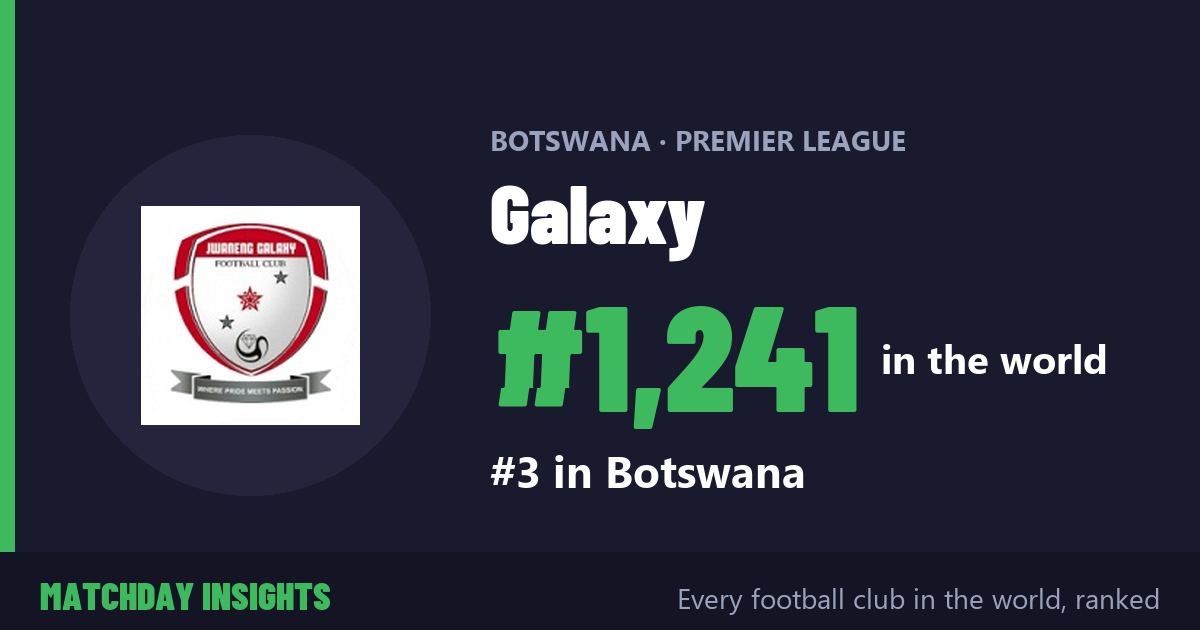 BOTSWANA · PREMIER LEAGUE
Galaxy
JWANENG GALAXY
FOOTBALL CLUB
WHERE PRIDE MEETS PASSION
#1,241 in the world
#3 in Botswana
MATCHDAY INSIGHTS
Every football club in the world, ranked